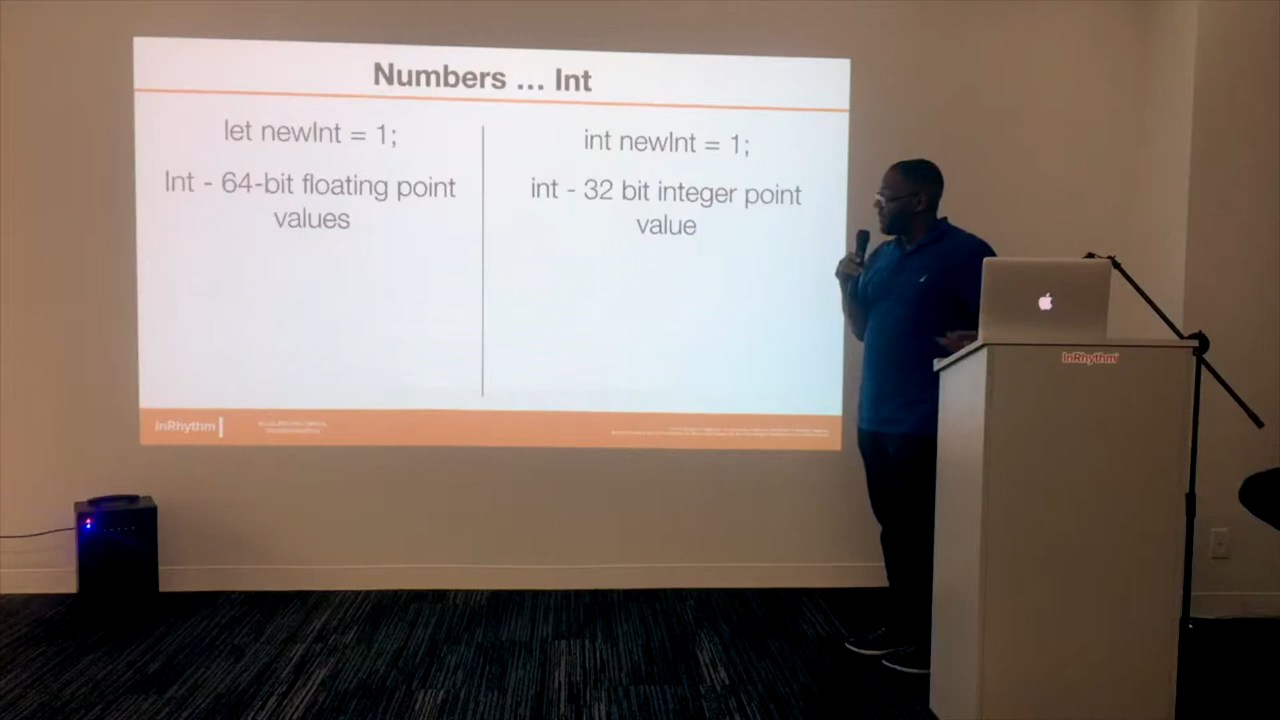 Numbers ... Int
let newInt = 1;
Int - 64-bit floating point
values
int newInt = 1;
int - 32 bit integer point
value
InRhythm
InRhythm